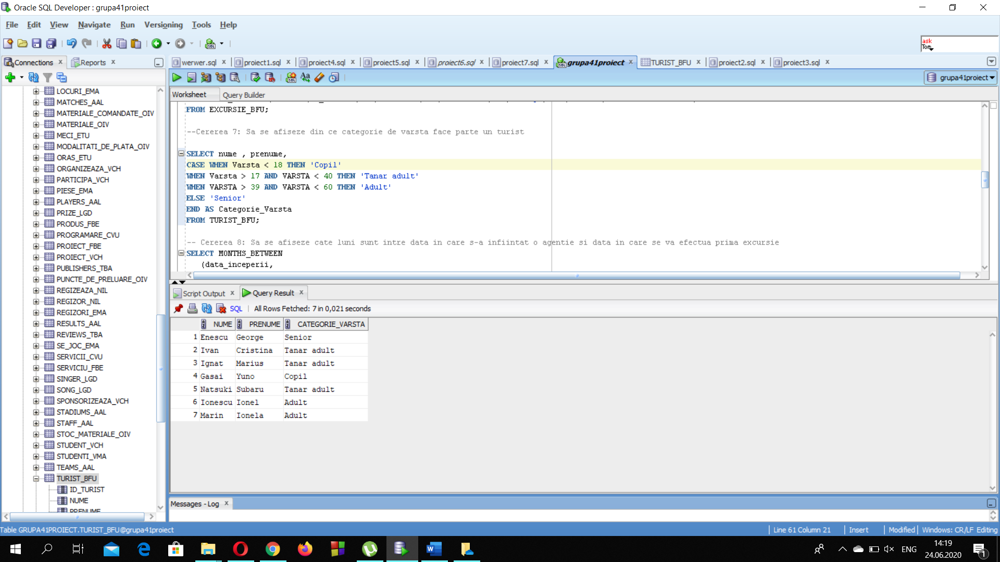 Oracle SQL Developer : grupa41proiect
File Edit View Navigate Run Versioning Tools Help
ask
Tom
Connections
Reports
LOCURI_EMA
MATCHES_AAL
MATERIALE_COMANDATE_OIV
MATERIALE_OIV
MECI_ETU
MODALITATI_DE_PLATA_OIV
ORAS_ETU
ORGANIZEAZA_VCH
PARTICIPA_VCH
PIESE_EMA
PLAYERS_AAL
PRIZE_LGD
PRODUS_FBE
PROGRAMARE_CVU
PROIECT_FBE
PROIECT_VCH
PUBLISHERS_TBA
PUNCTE_DE_PRELUARE_OIV
REGIZEAZA_NIL
REGIZOR_NIL
REGIZORI_EMA
RESULTS_AAL
REVIEWS_TBA
SE_JOC_EMA
SERVICII_CVU
SERVICIU_FBE
SINGER_LGD
SONG_LGD
SPONSORIZEAZA_VCH
STADIUMS_AAL
STAFF_AAL
STOC_MATERIALE_OIV
STUDENT_VCH
STUDENTI_VMA
TEAMS_AAL
TURIST_BFU
ID_TURIST
NUME
PRENUME
werwer.sql proiect1.sql proiect4.sql proiect5.sql proiect6.sql proiect7.sql grupa41proiect TURIST_BFU proiect2.sql proiect3.sql
grupa41proiect
Worksheet Query Builder
FROM EXCURSIE_BFU;
--Cererea 7: Sa se afiseze din ce categorie de varsta face parte un turist
SELECT nume , prenume,
CASE WHEN Varsta < 18 THEN 'Copil'
WHEN Varsta > 17 AND VARSTA < 40 THEN 'Tanar adult'
WHEN VARSTA > 39 AND VARSTA < 60 THEN 'Adult'
ELSE 'Senior'
END AS Categorie_Varsta
FROM TURIST_BFU;
-- Cererea 8: Sa se afiseze cate luni sunt intre data in care s-a infiintat o agentie si data in care se va efectua prima excursie
SELECT MONTHS_BETWEEN
(data_inceperii,
Script Output Query Result
SQL All Rows Fetched: 7 in 0,021 seconds
NUME PRENUME CATEGORIE_VARSTA
1 Enescu George Senior
2 Ivan Cristina Tanar adult
3 Ignat Marius Tanar adult
4 Gasai Yuno Copil
5 Natsuki Subaru Tanar adult
6 Ionescu Ionel Adult
7 Marin Ionela Adult
Messages - Log
Table GRUPA41PROIECT.TURIST_BFU@grupa41proiect
Line 61 Column 21 Insert Modified Windows: CR/LF Editing
ENG
14:19
24.06.2020
1